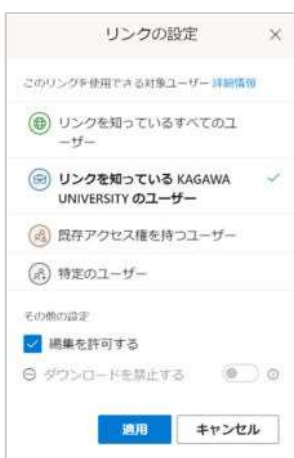 リンクの設定
このリンクを使用できる対象ユーザー 詳細情報
リンクを知っているすべてのユ
ーザー
リンクを知っている KAGAWA
UNIVERSITY のユーザー
既存アクセス権を持つユーザー
特定のユーザー
その他の設定
編集を許可する
ダウンロードを禁止する
適用
キャンセル